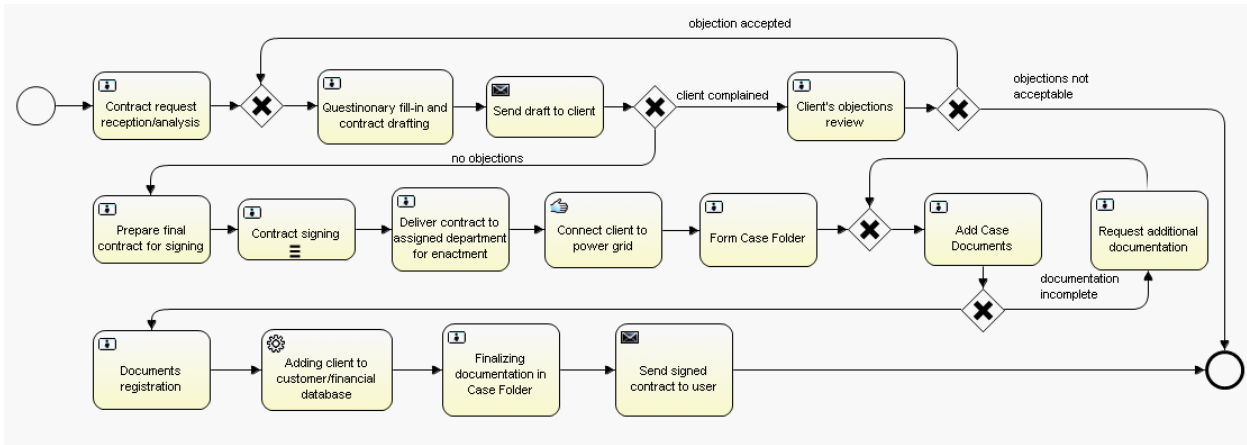 objection accepted
Contract request
reception/analysis
Questinonary fill-in and
contract drafting
Send draft to client
client complained
Client's objections
review
objections not
acceptable
no objections
Prepare final
contract for signing
Contract signing
Deliver contract to
assigned department
for enactment
Connect client to
power grid
Form Case Folder
Add Case
Documents
Request additional
documentation
documentation
incomplete
Documents
registration
Adding client to
customer/financial
database
Finalizing
documentation in
Case Folder
Send signed
contract to user